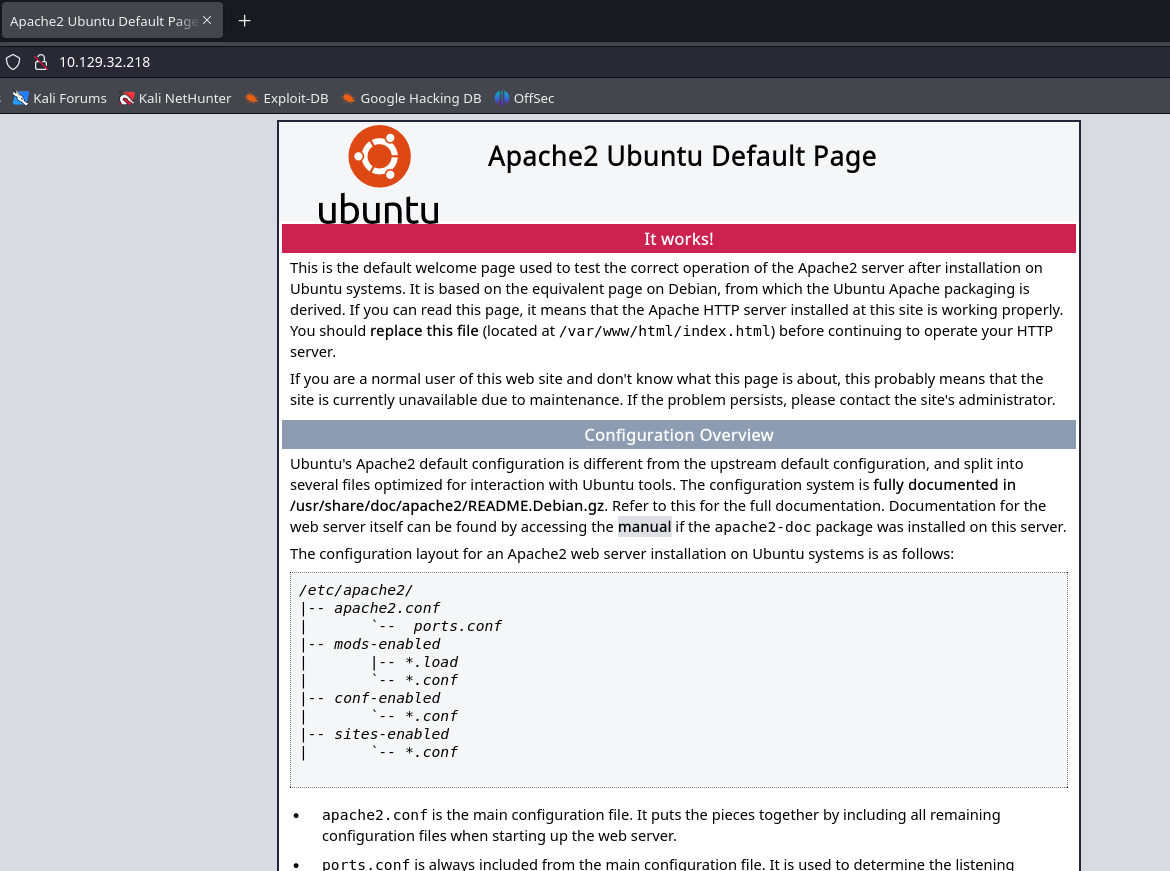 Apache2 Ubuntu Default Page
10.129.32.218
Kali Forums Kali NetHunter Exploit-DB Google Hacking DB OffSec
ubuntu
Apache2 Ubuntu Default Page
It works!
This is the default welcome page used to test the correct operation of the Apache2 server after installation on
Ubuntu systems. It is based on the equivalent page on Debian, from which the Ubuntu Apache packaging is
derived. If you can read this page, it means that the Apache HTTP server installed at this site is working properly.
You should replace this file (located at /var/www/html/index.html) before continuing to operate your HTTP
server.
If you are a normal user of this web site and don't know what this page is about, this probably means that the
site is currently unavailable due to maintenance. If the problem persists, please contact the site's administrator.
Configuration Overview
Ubuntu's Apache2 default configuration is different from the upstream default configuration, and split into
several files optimized for interaction with Ubuntu tools. The configuration system is fully documented in
/usr/share/doc/apache2/README.Debian.gz. Refer to this for the full documentation. Documentation for the
web server itself can be found by accessing the manual if the apache2-doc package was installed on this server.
The configuration layout for an Apache2 web server installation on Ubuntu systems is as follows:
/etc/apache2/
|-- apache2.conf
|       `--  ports.conf
|-- mods-enabled
|       |-- *.load
|       `-- *.conf
|-- conf-enabled
|       `-- *.conf
|-- sites-enabled
|       `-- *.conf
• apache2.conf is the main configuration file. It puts the pieces together by including all remaining
configuration files when starting up the web server.
• ports.conf is always included from the main configuration file. It is used to determine the listening